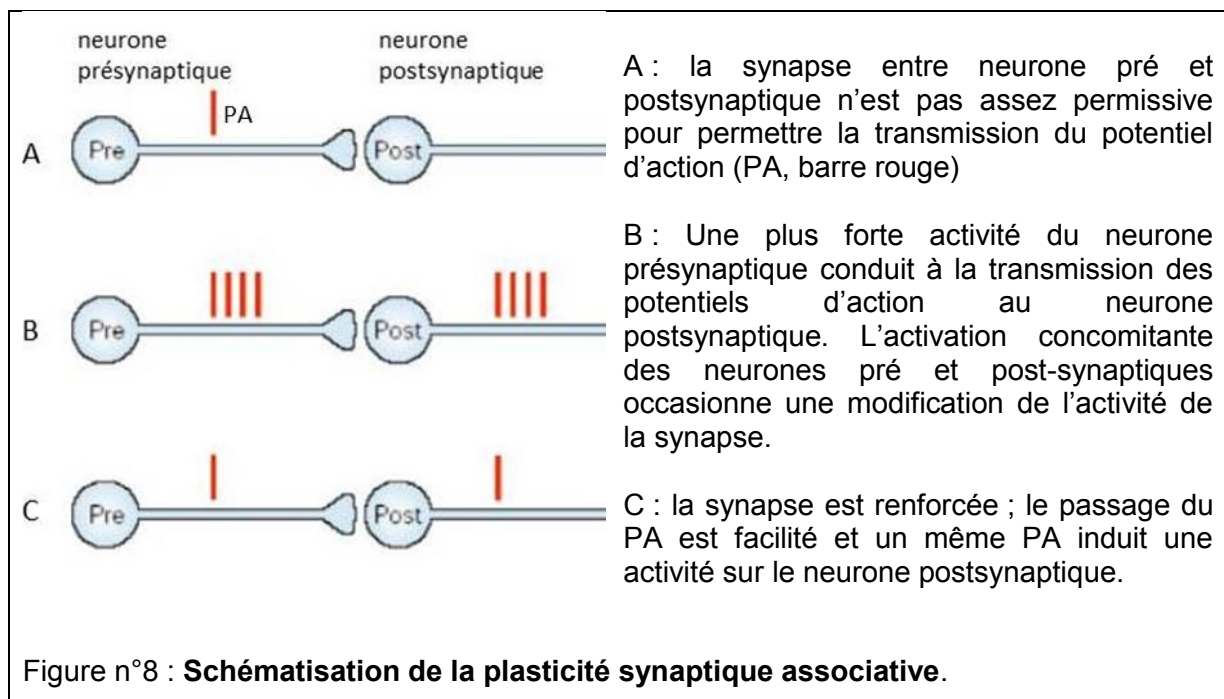 neurone
présynaptique
neurone
postsynaptique
PA
A
Pre
Post
B
Pre
Post
C
Pre
Post
A : la synapse entre neurone pré et
postsynaptique n’est pas assez permissive
pour permettre la transmission du potentiel
d’action (PA, barre rouge)
B : Une plus forte activité du neurone
présynaptique conduit à la transmission des
potentiels d’action au neurone
postsynaptique. L’activation concomitante
des neurones pré et post-synaptiques
occasionne une modification de l’activité de
la synapse.
C : la synapse est renforcée ; le passage du
PA est facilité et un même PA induit une
activité sur le neurone postsynaptique.
Figure n°8 : Schématisation de la plasticité synaptique associative.